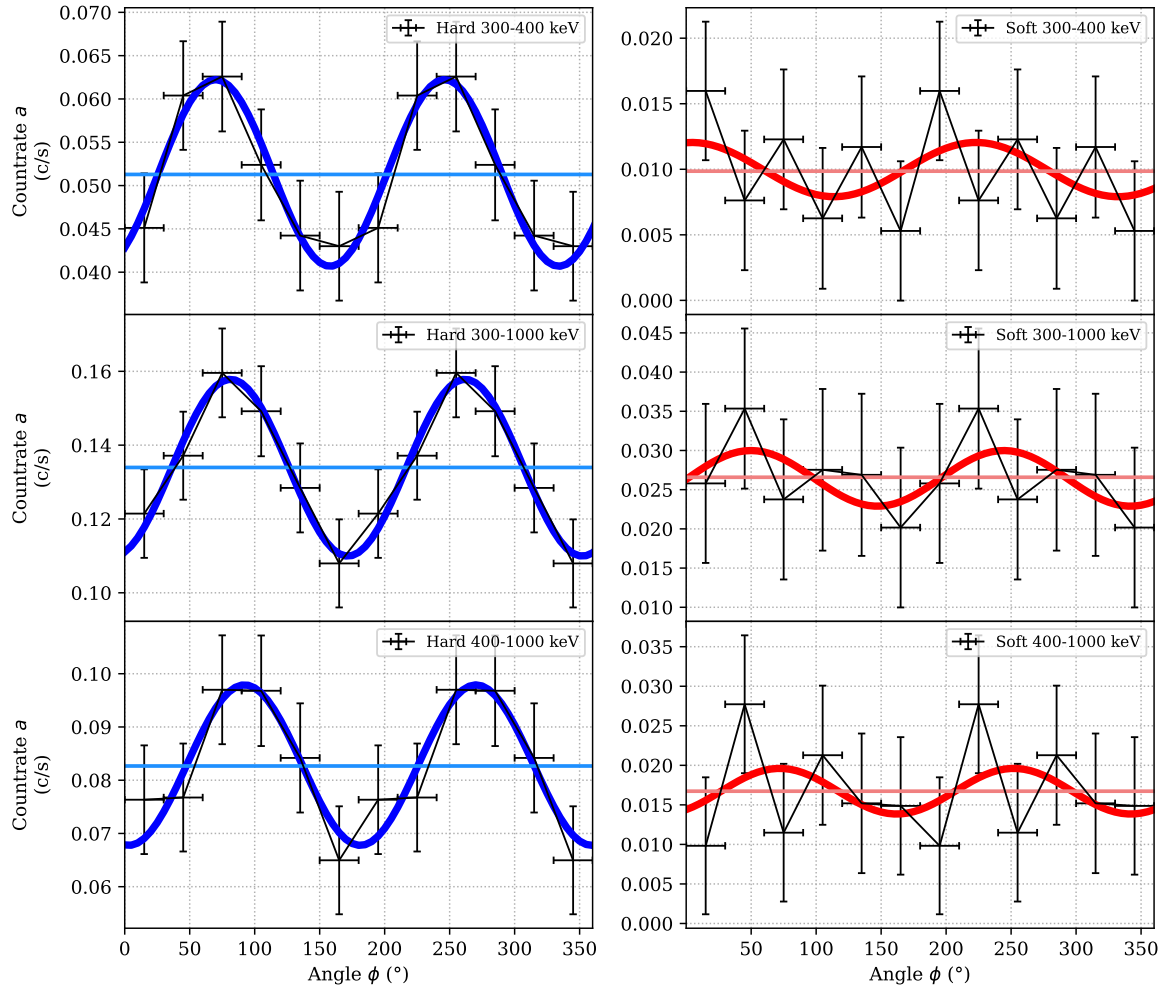 0.070
0.065
0.060
0.055
0.050
0.045
0.040
Countrate a
(c/s)
Hard 300-400 keV
0.020
0.015
0.010
0.005
0.000
Soft 300-400 keV
0.16
0.14
0.12
0.10
Countrate a
(c/s)
Hard 300-1000 keV
0.045
0.040
0.035
0.030
0.025
0.020
0.015
0.010
Soft 300-1000 keV
0.10
0.09
0.08
0.07
0.06
Countrate a
(c/s)
Hard 400-1000 keV
0 50 100 150 200 250 300 350
Angle ϕ (°)
0.035
0.030
0.025
0.020
0.015
0.010
0.005
0.000
Soft 400-1000 keV
50 100 150 200 250 300 350
Angle ϕ (°)